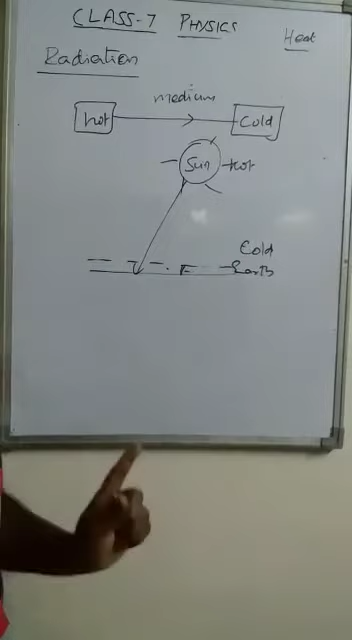 CLASS-7 PHYSICS
Heat
Radiation
medium
hot Cold
Sun hot
Cold
Earth